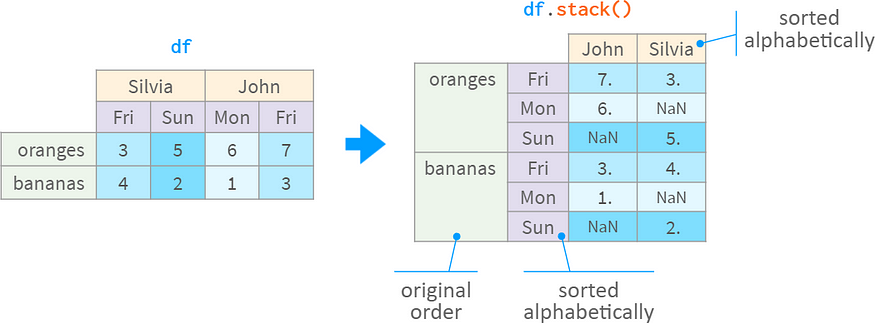 df.stack()
sorted
alphabetically
df
Silvia John
Fri Sun Mon Fri
oranges 3 5 6 7
bananas 4 2 1 3
John Silvia
oranges Fri 7. 3.
Mon 6. NaN
Sun NaN 5.
bananas Fri 3. 4.
Mon 1. NaN
Sun NaN 2.
original
order
sorted
alphabetically